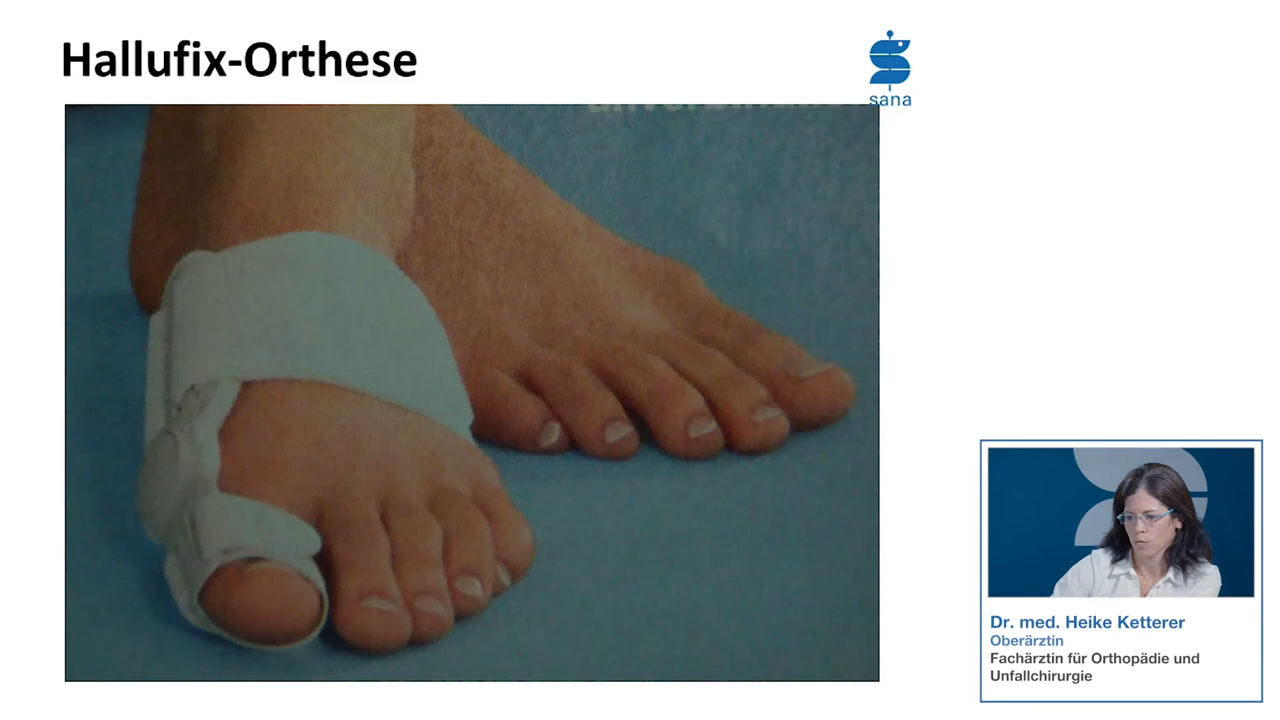 Hallufix-Orthese
sana
Dr. med. Heike Ketterer
Oberärztin
Fachärztin für Orthopädie und
Unfallchirurgie